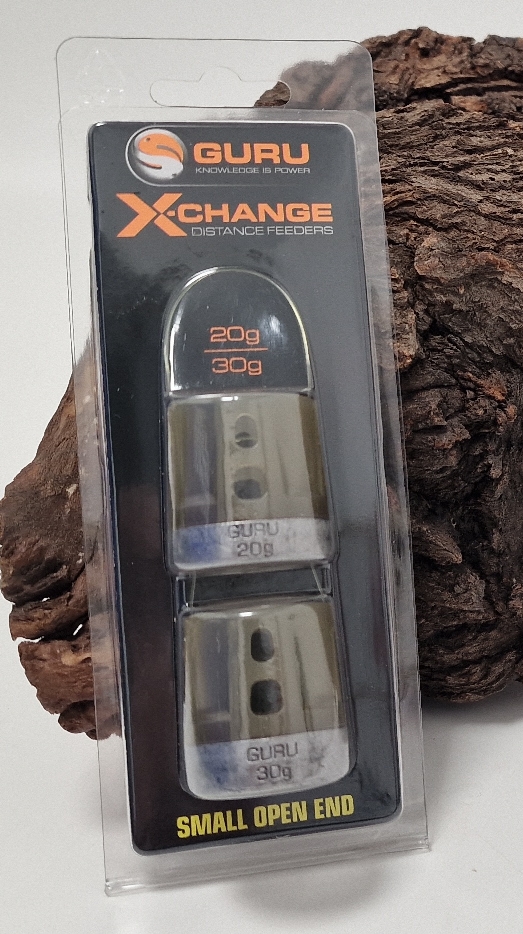 GURU
KNOWLEDGE IS POWER
X-CHANGE
DISTANCE FEEDERS
20g
30g
GURU
20g
GURU
30g
SMALL OPEN END